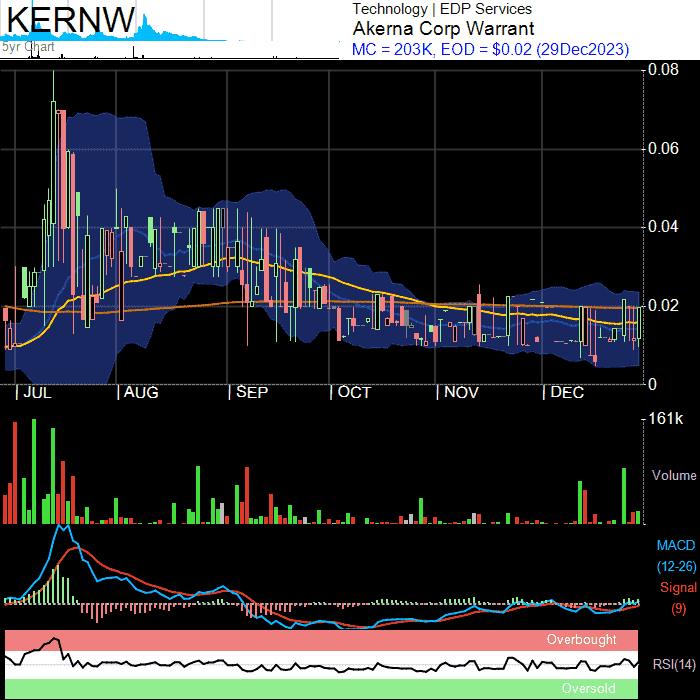 KERNW
Technology | EDP Services
Akerna Corp Warrant
MC = 203K, EOD = $0.02 (29Dec2023)
5yr Chart
0.08
0.06
0.04
0.02
0
JUL AUG SEP OCT NOV DEC
161k
Volume
MACD
(12-26)
Signal
(9)
Overbought
RSI(14)
Oversold